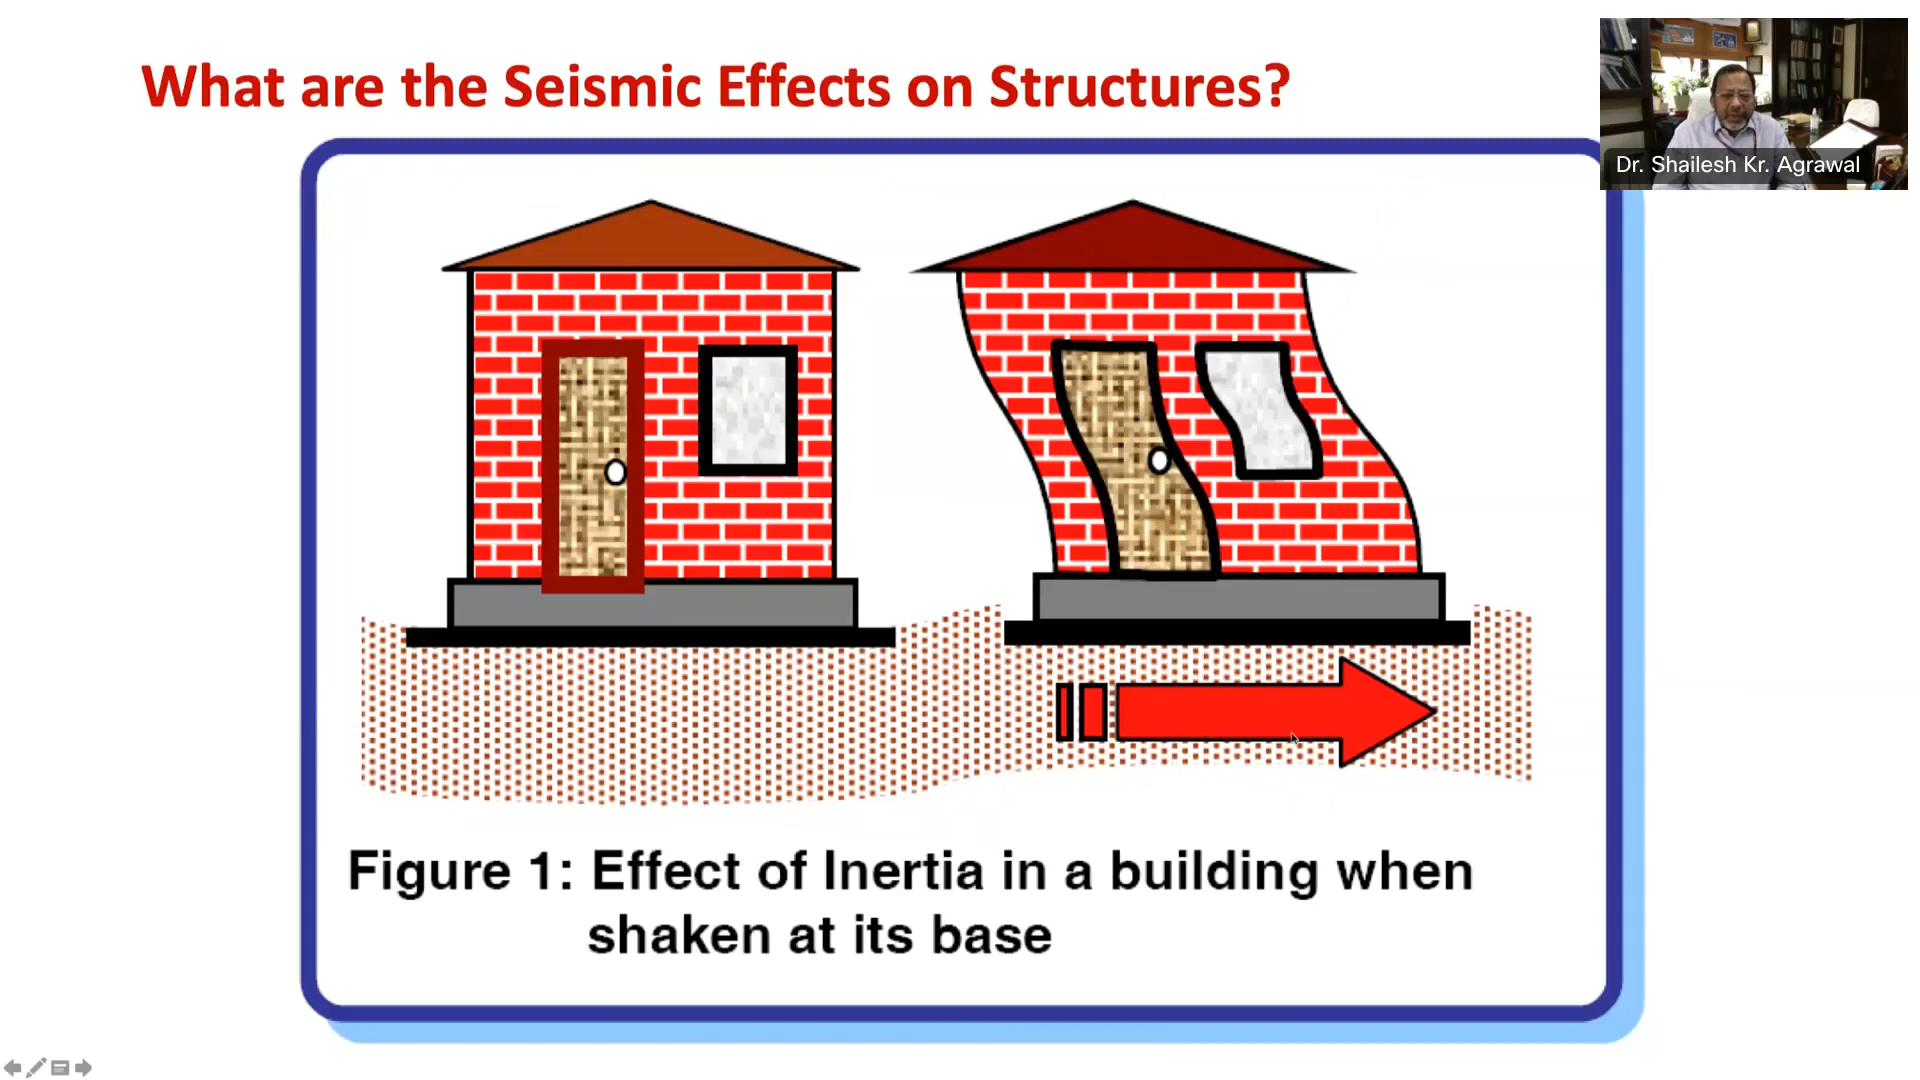 What are the Seismic Effects on Structures?
Dr. Shailesh Kr. Agrawal
Figure 1: Effect of Inertia in a building when
shaken at its base